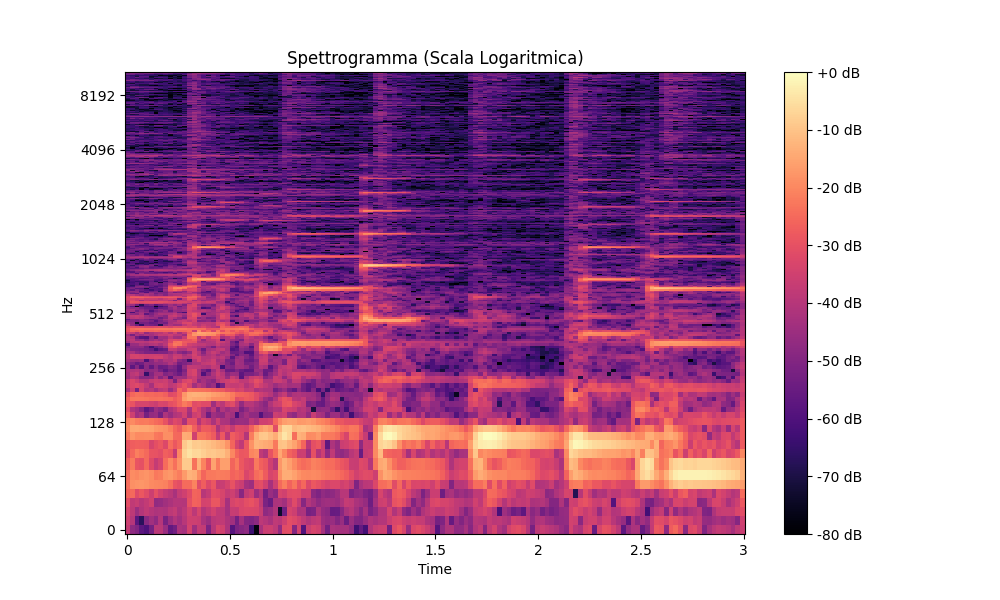 Spettrogramma (Scala Logaritmica)
Hz
8192
4096
2048
1024
512
256
128
64
0
0 0.5 1 1.5 2 2.5 3
Time
+0 dB
-10 dB
-20 dB
-30 dB
-40 dB
-50 dB
-60 dB
-70 dB
-80 dB